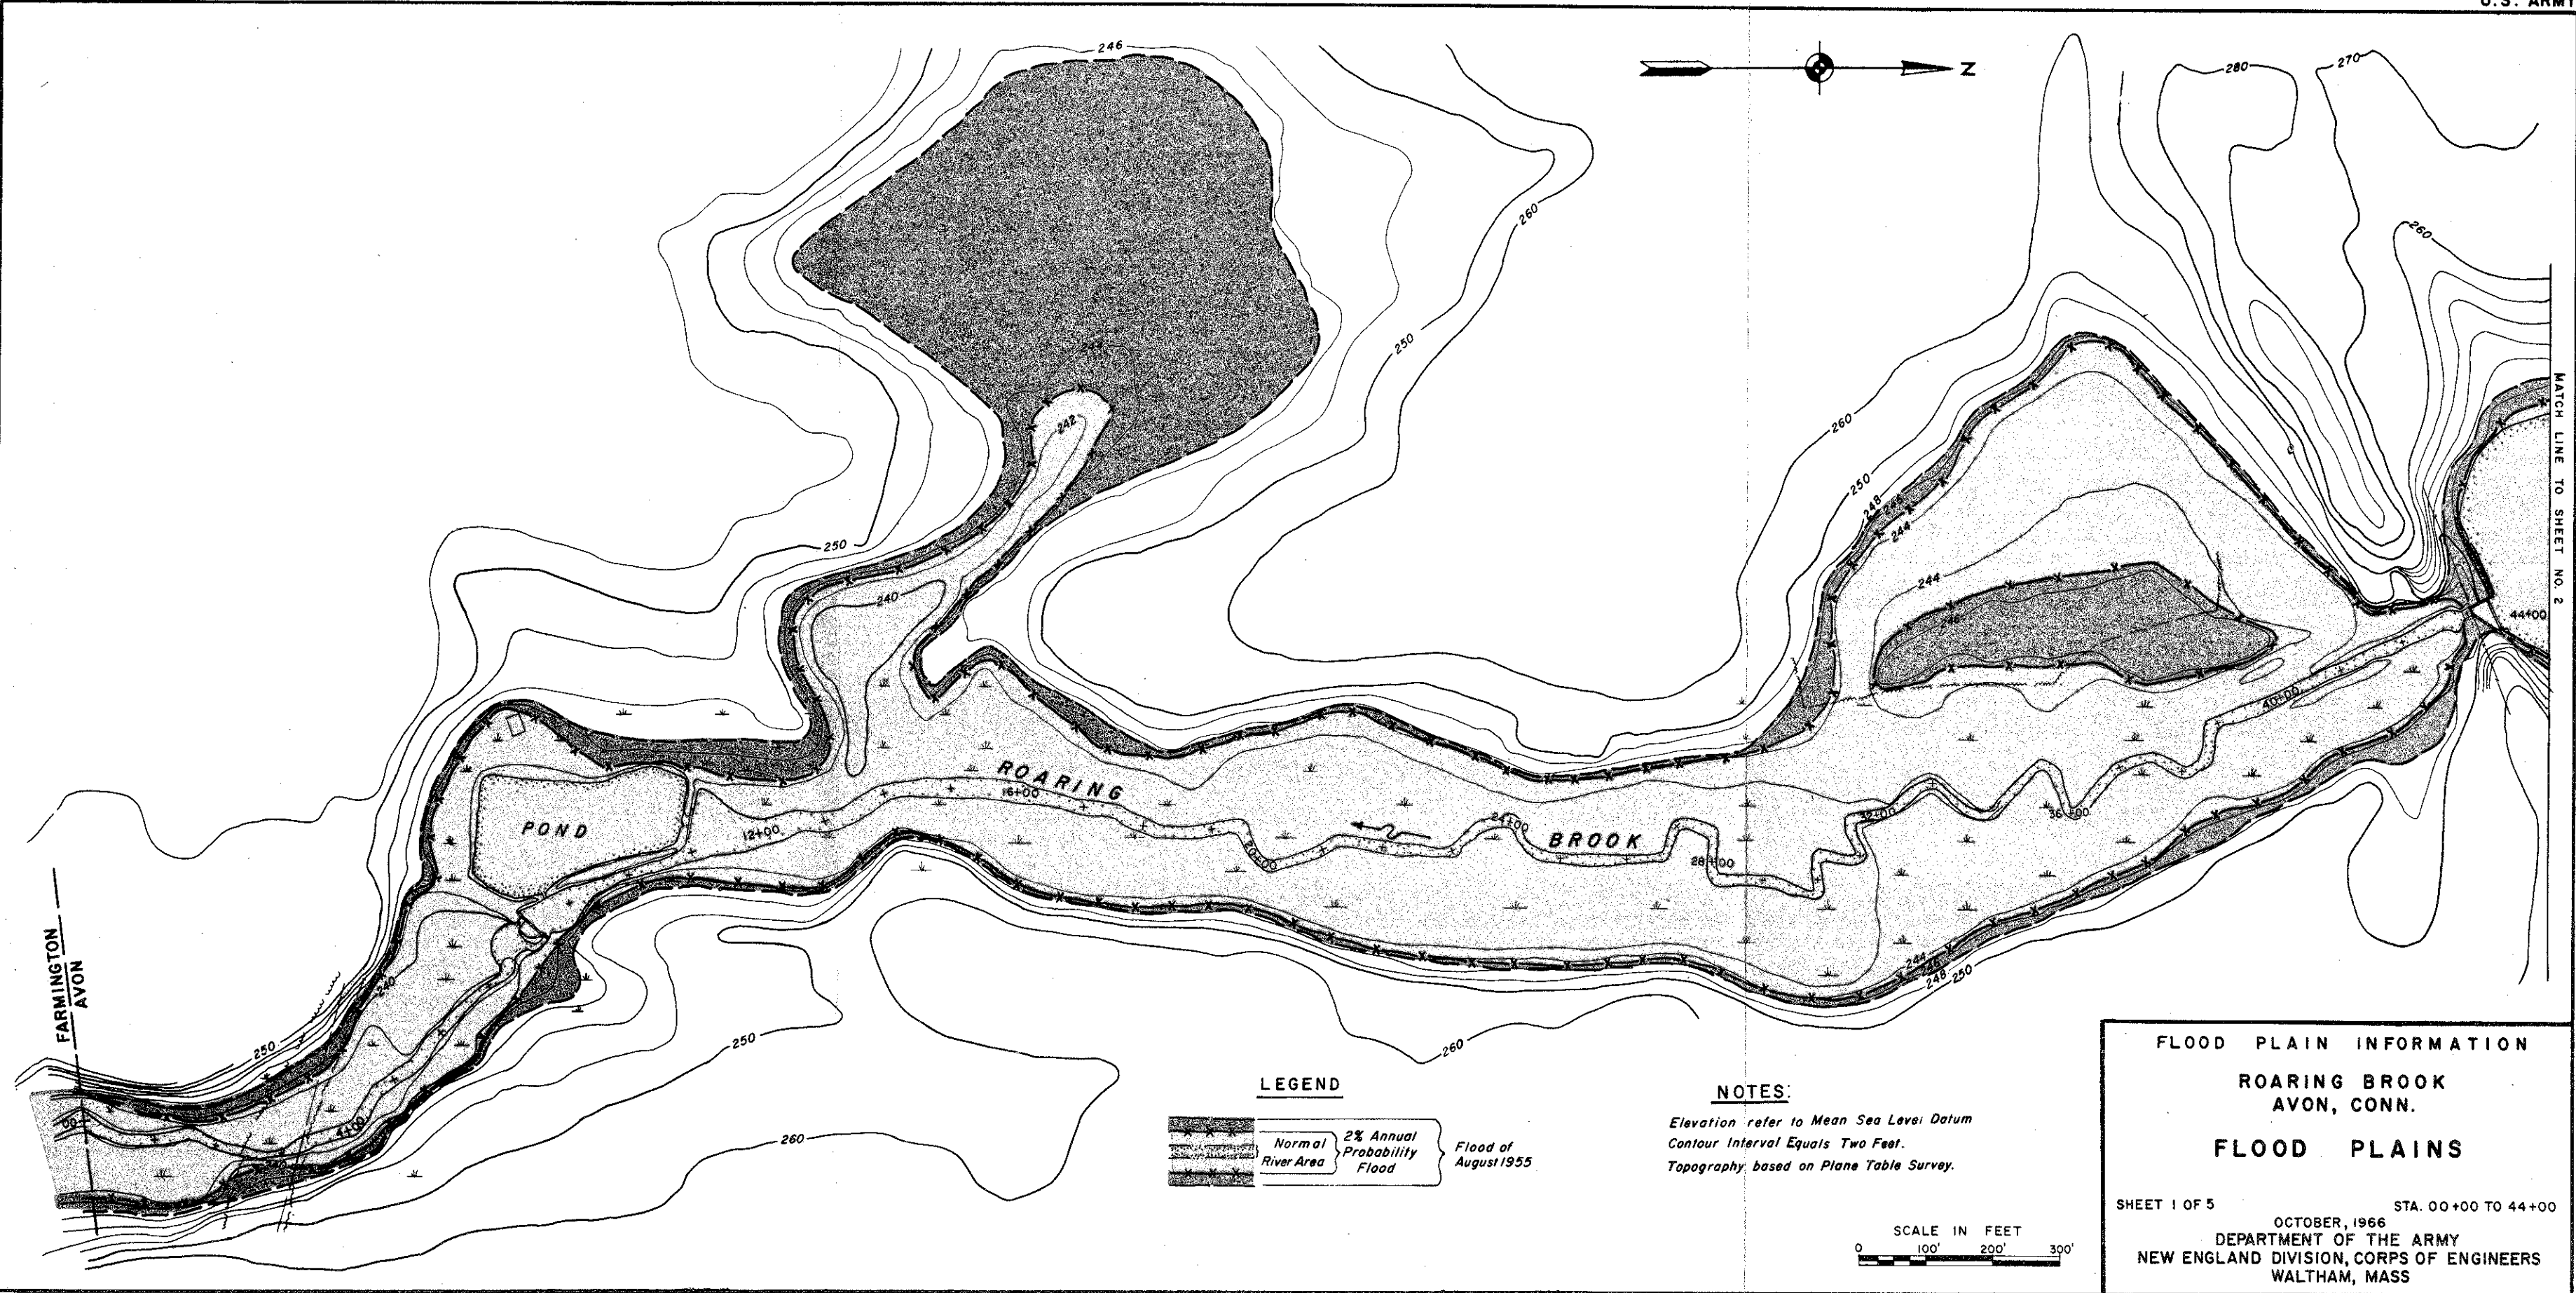 U.S. ARMY
246
N
280
270
260
260
250
242
260
250
248
246
244
MATCH LINE TO SHEET NO. 2
250
240
244
246
44+00
40+00
ROARING
16+00
POND
12+00
20+00
24+00
BROOK
28+00
32+00
36+00
FARMINGTON
AVON
240
244
246
248
250
250
250
260
260
00
4+00
LEGEND
Normal
River Area
2% Annual
Probability
Flood
Flood of
August 1955
NOTES:
Elevation refer to Mean Sea Level Datum
Contour Interval Equals Two Feet.
Topography based on Plane Table Survey.
SCALE IN FEET
0 100' 200' 300'
FLOOD PLAIN INFORMATION
ROARING BROOK
AVON, CONN.
FLOOD PLAINS
SHEET 1 OF 5 STA. 00+00 TO 44+00
OCTOBER, 1966
DEPARTMENT OF THE ARMY
NEW ENGLAND DIVISION, CORPS OF ENGINEERS
WALTHAM, MASS